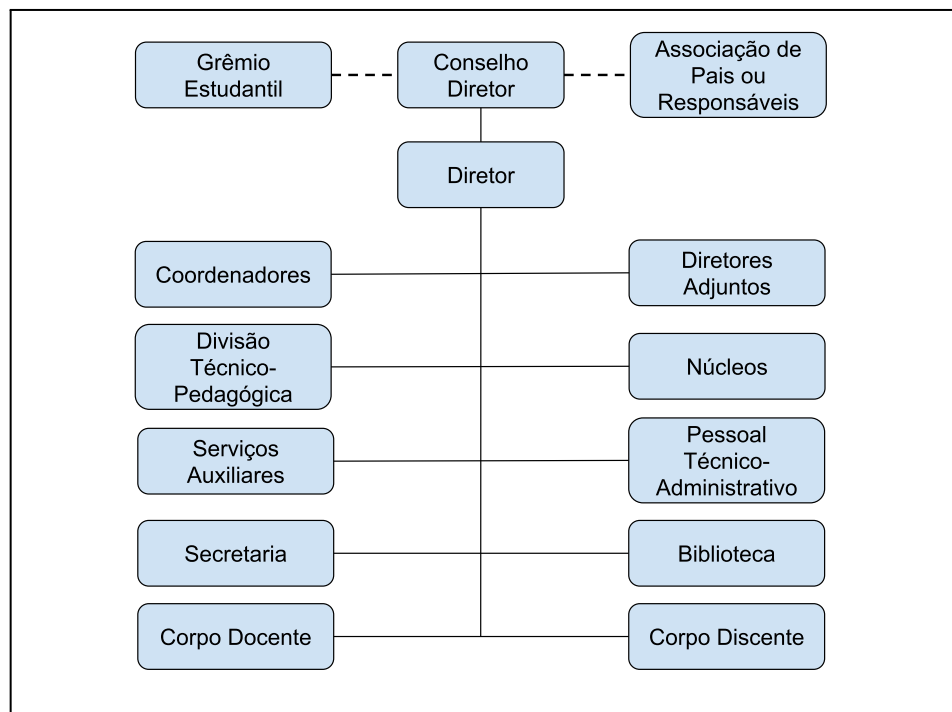 Grêmio
Estudantil
Conselho
Diretor
Associação de
Pais ou
Responsáveis
Diretor
Coordenadores
Diretores
Adjuntos
Divisão
Técnico-
Pedagógica
Núcleos
Serviços
Auxiliares
Pessoal
Técnico-
Administrativo
Secretaria
Biblioteca
Corpo Docente
Corpo Discente